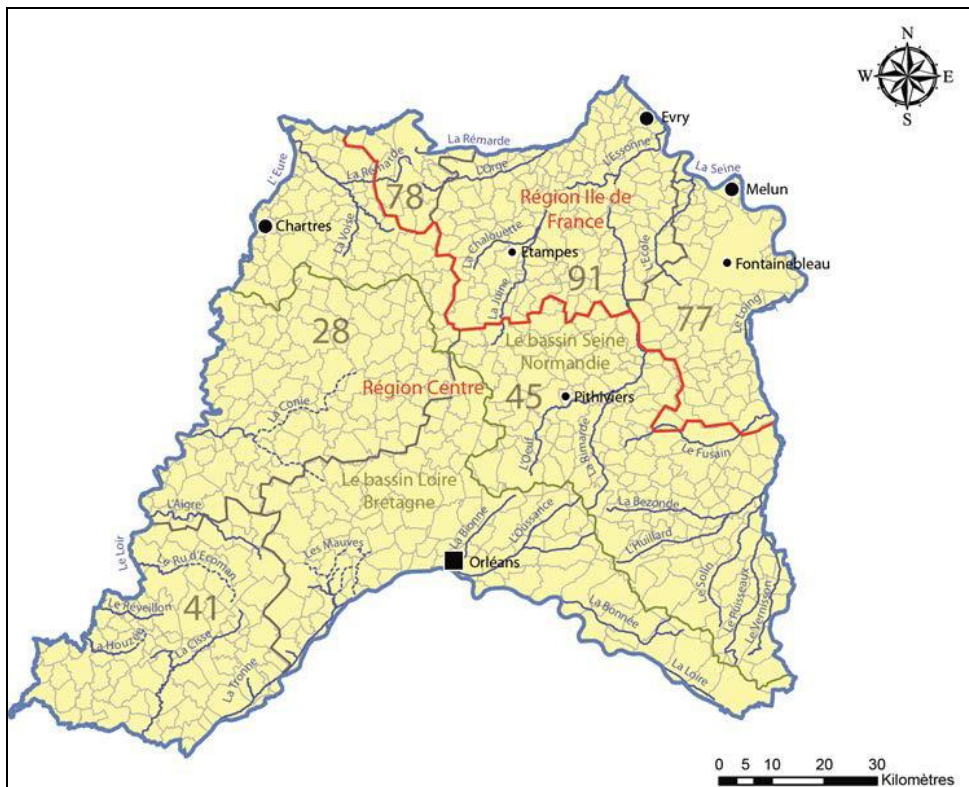 N
W
E
S
Evry
La Rémarde
L'Essonne
La Seine
L'Eure
La Rémarde
L'Orge
Melun
78
Région Ile de
France
Chartres
La Voise
La Chalouette
Etampes
L'Ecole
Fontainebleau
91
La Juine
77
Le Loing
28
Le bassin Seine
Normandie
Région Centre
45
Pithiviers
La Conie
L'Oeuf
La Rimarde
Le Fusain
Le bassin Loire
Bretagne
L'Aigre
La Bionne
L'Oussance
La Bezonde
L'Huillard
Les Mauves
Le Loir
Le Ru d'Ecoman
Orléans
Le Solin
Le Puisseau
Le Vernisson
Le Réveillon
41
La Houzée
La Cisse
La Bonnée
La Tronne
La Loire
0 5 10 20 30
Kilomètres